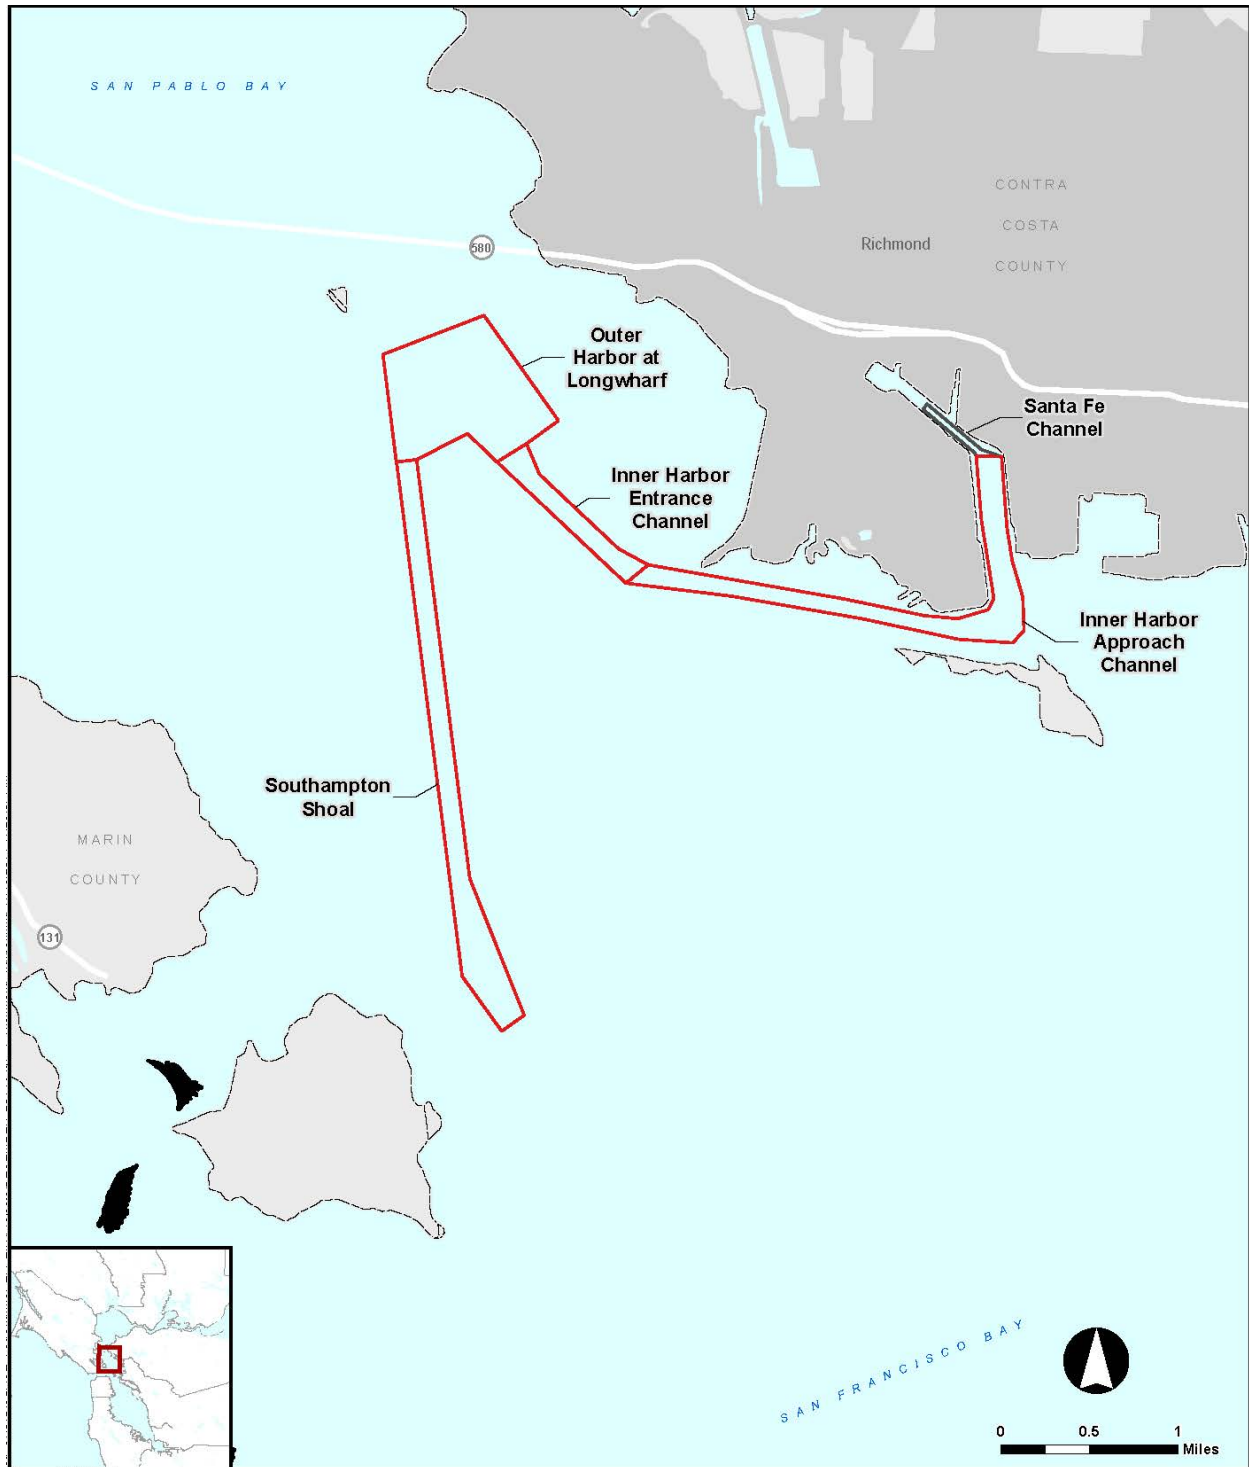 SAN PABLO BAY
CONTRA
COSTA
COUNTY
Richmond
580
Outer
Harbor at
Longwharf
Santa Fe
Channel
Inner Harbor
Entrance
Channel
Inner Harbor
Approach
Channel
Southampton
Shoal
MARIN
COUNTY
131
SAN FRANCISCO BAY
0 0.5 1
Miles